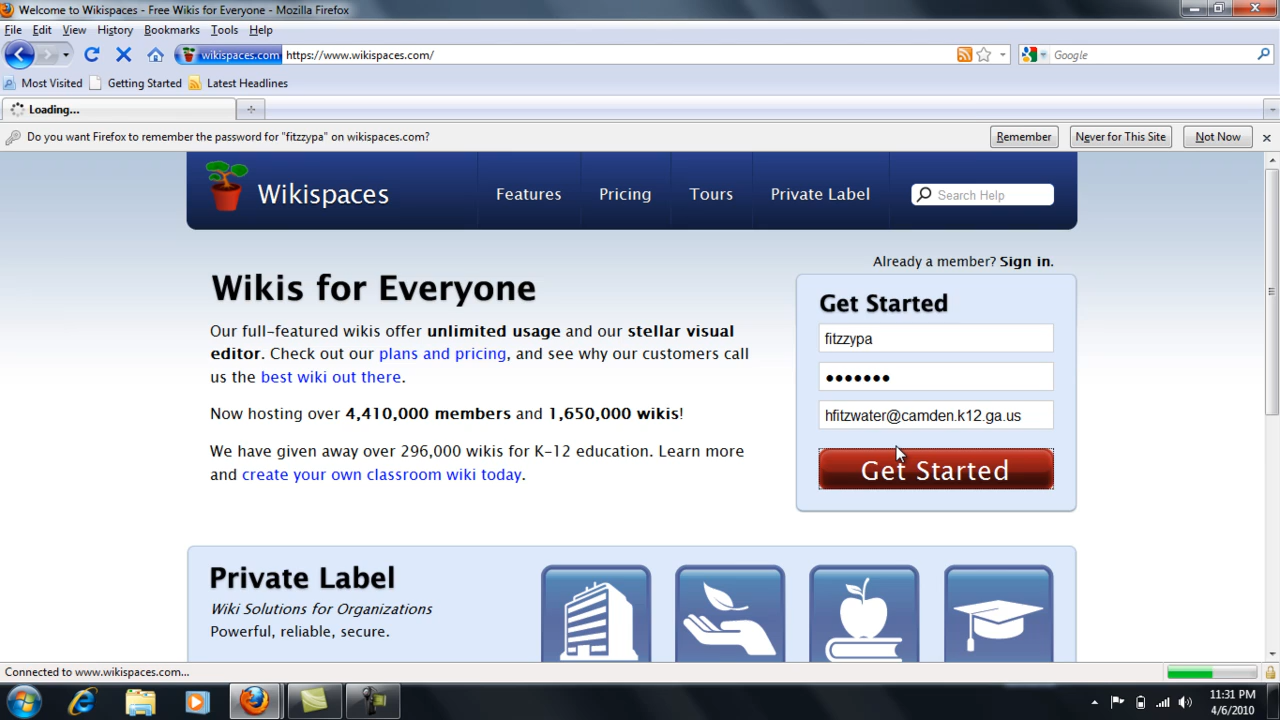 Welcome to Wikispaces - Free Wikis for Everyone - Mozilla Firefox
File Edit View History Bookmarks Tools Help
wikispaces.com https://www.wikispaces.com/ Google
Most Visited Getting Started Latest Headlines
Loading...
Do you want Firefox to remember the password for "fitzzypa" on wikispaces.com? Remember Never for This Site Not Now
Wikispaces Features Pricing Tours Private Label Search Help
Already a member? Sign in.
Wikis for Everyone
Our full-featured wikis offer unlimited usage and our stellar visual
editor. Check out our plans and pricing, and see why our customers call
us the best wiki out there.
Now hosting over 4,410,000 members and 1,650,000 wikis!
We have given away over 296,000 wikis for K-12 education. Learn more
and create your own classroom wiki today.
Get Started
fitzzypa
•••••••
hfitzwater@camden.k12.ga.us
Get Started
Private Label
Wiki Solutions for Organizations
Powerful, reliable, secure.
Connected to www.wikispaces.com...
11:31 PM
4/6/2010